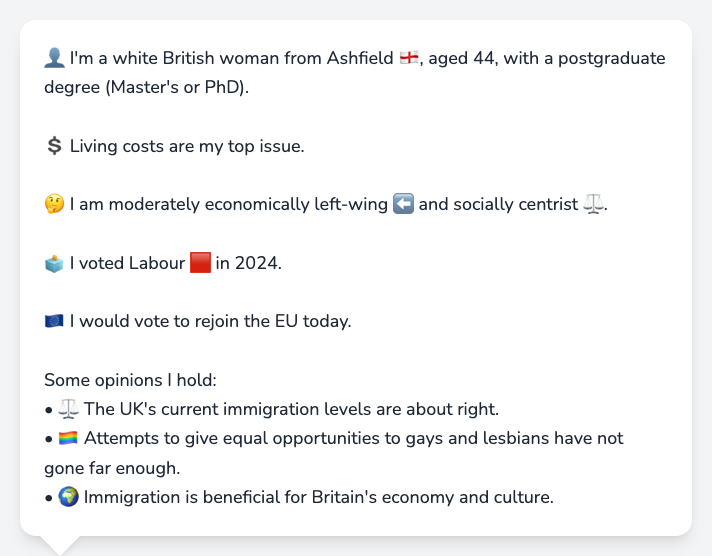 👤 I'm a white British woman from Ashfield 🏴󠁧󠁢󠁥󠁮󠁧󠁿, aged 44, with a postgraduate
degree (Master's or PhD).
💲 Living costs are my top issue.
🤔 I am moderately economically left-wing ⬅️ and socially centrist ⚖️.
🗳️ I voted Labour 🟥 in 2024.
🇪🇺 I would vote to rejoin the EU today.
Some opinions I hold:
• ⚖️ The UK's current immigration levels are about right.
• 🏳️‍🌈 Attempts to give equal opportunities to gays and lesbians have not
gone far enough.
• 🌍 Immigration is beneficial for Britain's economy and culture.